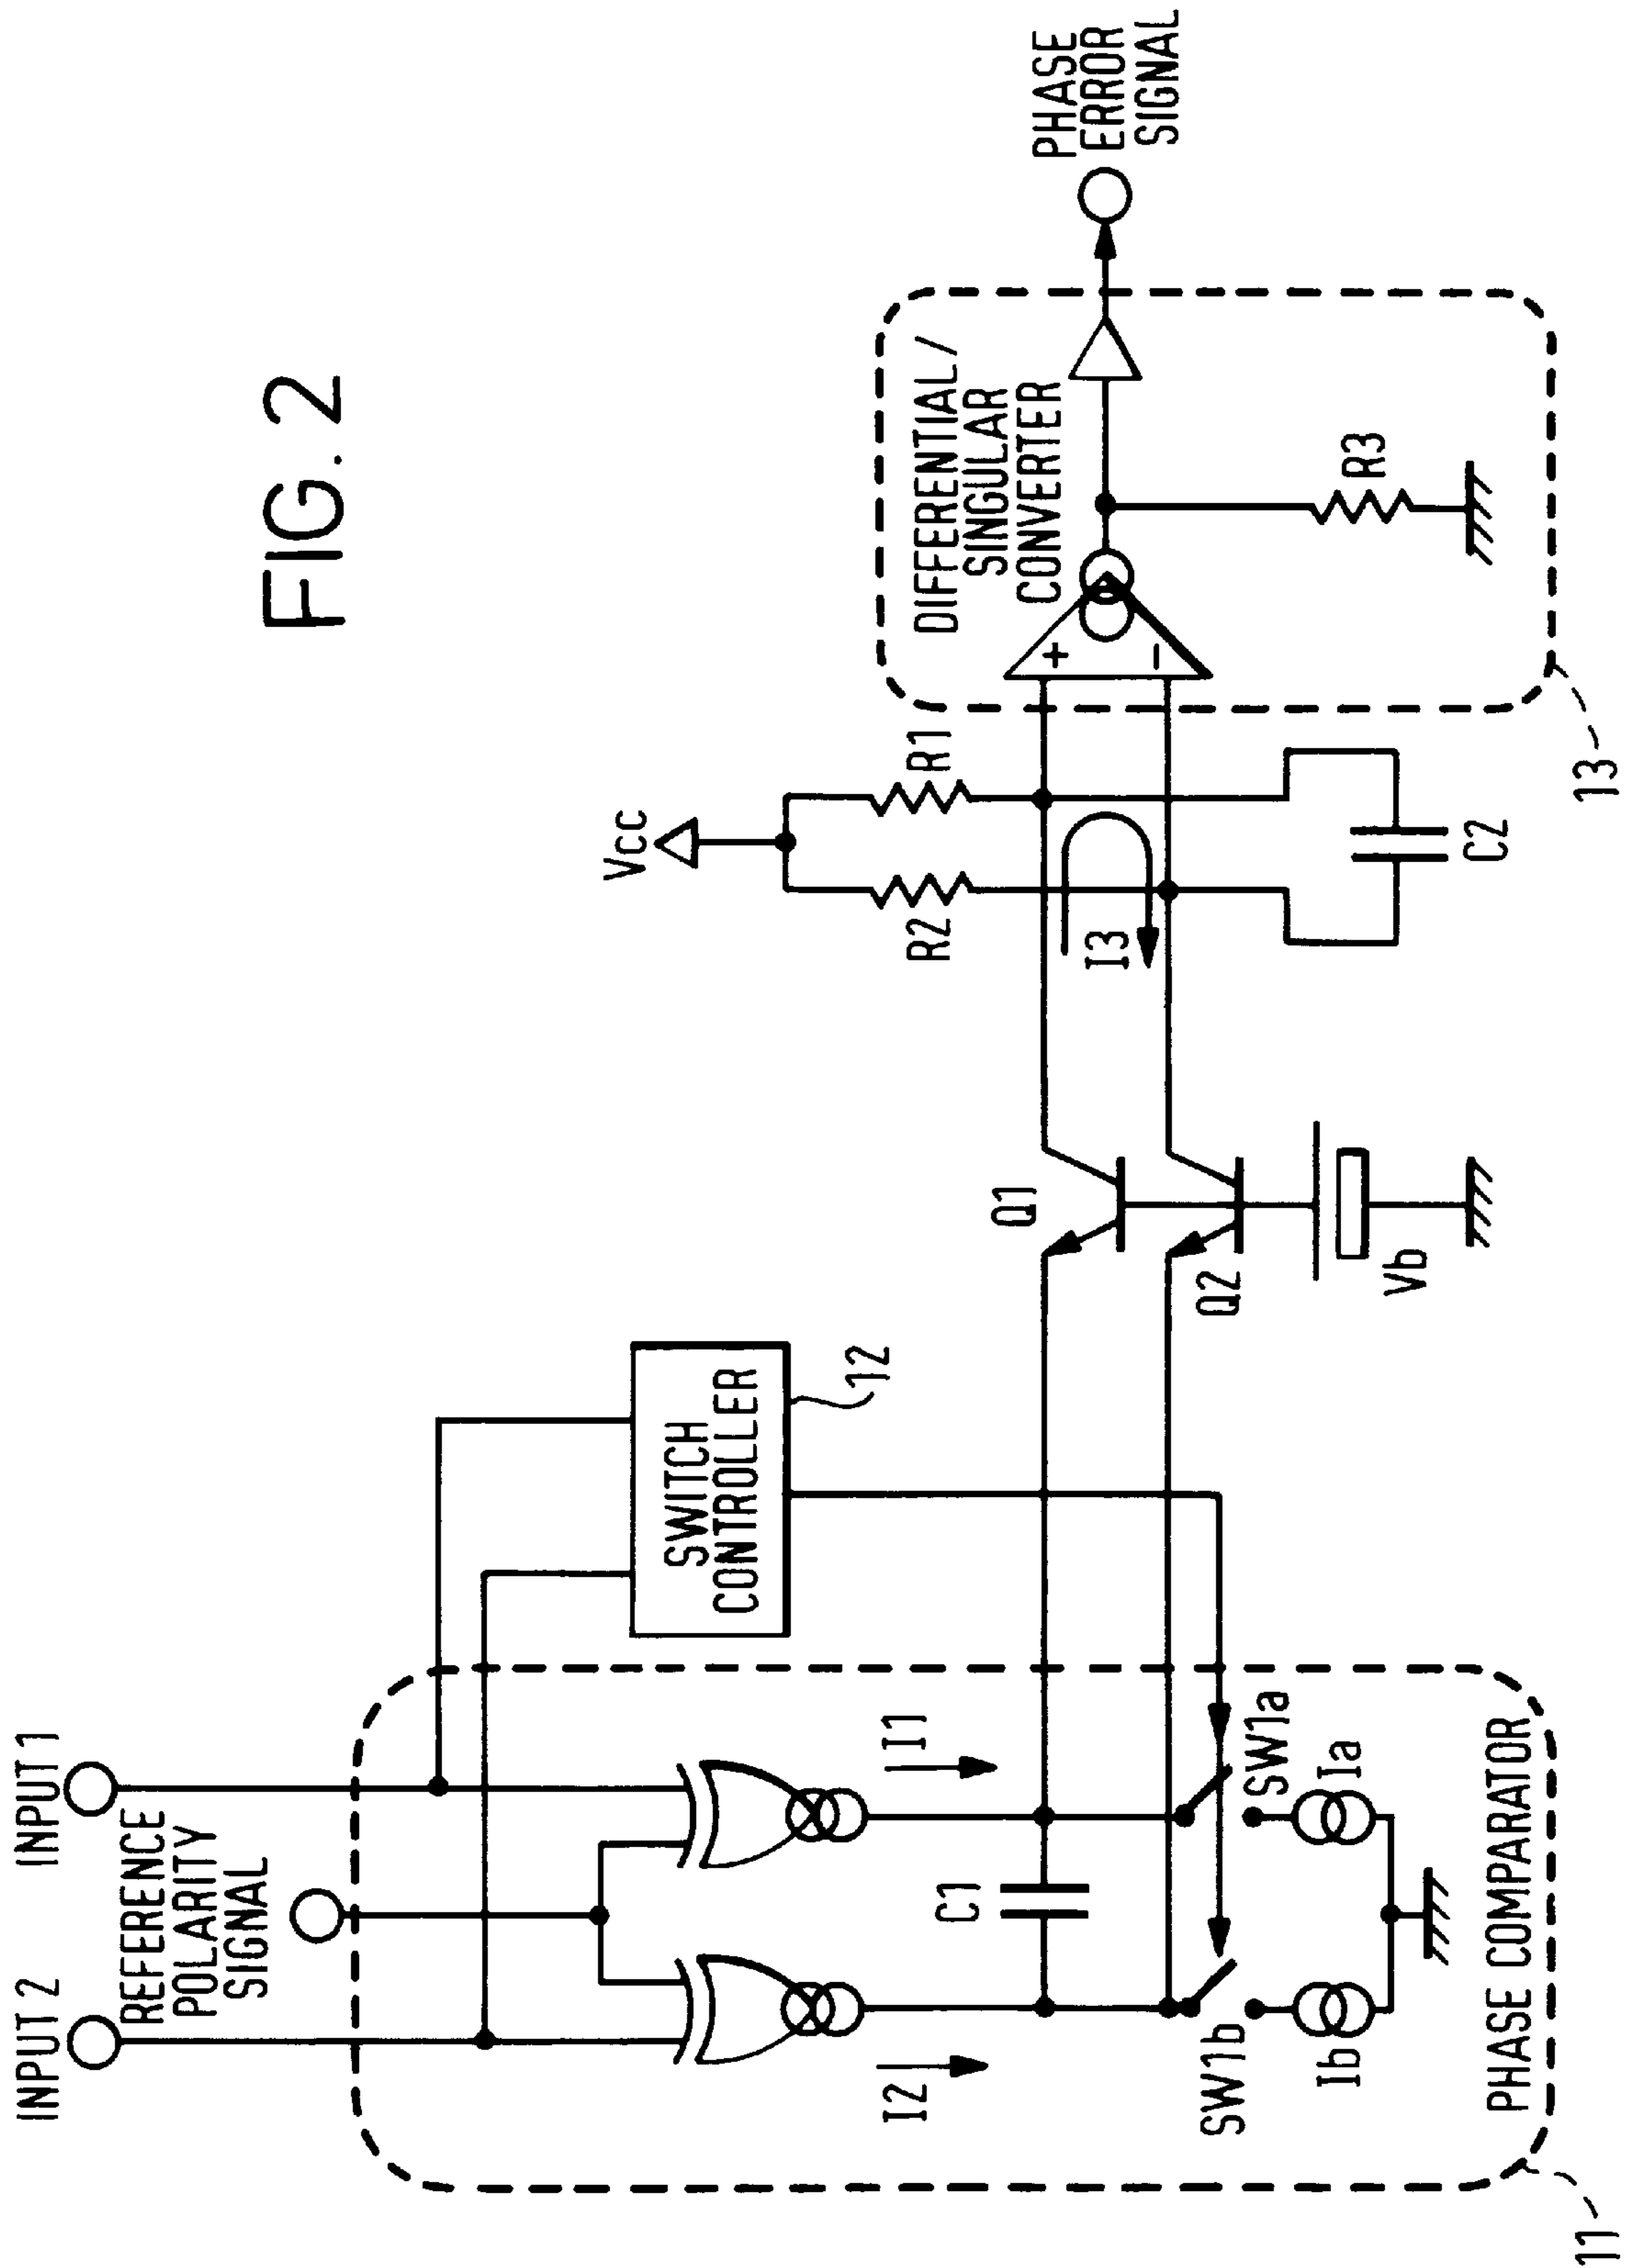 FIG. 2
INPUT 1
INPUT 2
REFERENCE
POLARITY
SIGNAL
SWITCH
CONTROLLER
12
I1
I2
C1
SW1a
SW1b
Ia
Ib
PHASE COMPARATOR
11
Q1
Q2
Vb
Vcc
R1
R2
I3
C2
DIFFERENTIAL /
SINGULAR
CONVERTER
+
−
R3
13
PHASE
ERROR
SIGNAL